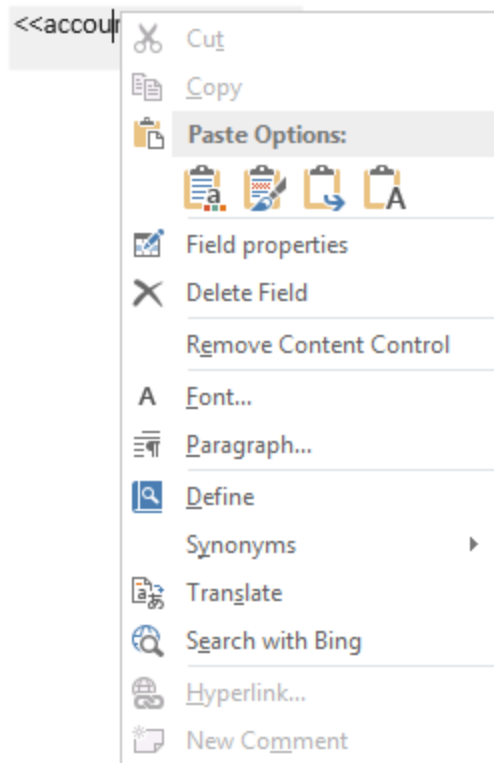 <<accour
Cut
Copy
Paste Options:
Field properties
Delete Field
Remove Content Control
Font...
Paragraph...
Define
Synonyms
Translate
Search with Bing
Hyperlink...
New Comment